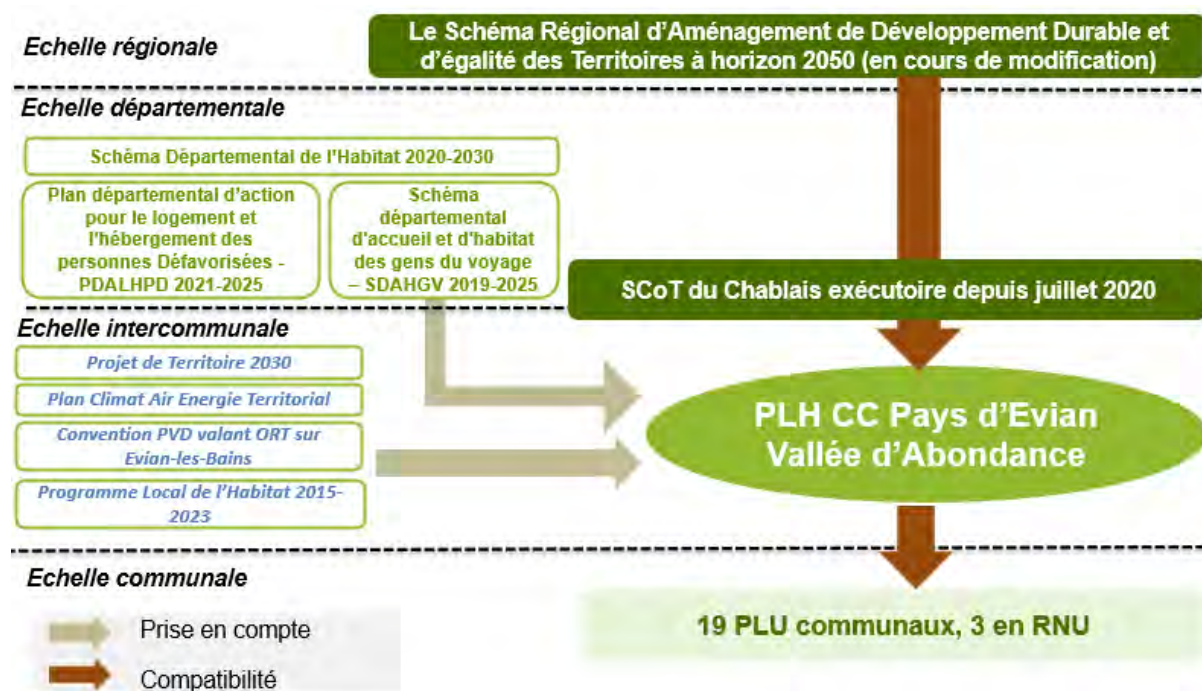 Echelle régionale
Le Schéma Régional d'Aménagement de Développement Durable et
d'égalité des Territoires à horizon 2050 (en cours de modification)
Echelle départementale
Schéma Départemental de l'Habitat 2020-2030
Plan départemental d'action
pour le logement et
l'hébergement des
personnes Défavorisées -
PDALHPD 2021-2025
Schéma
départemental
d'accueil et d'habitat
des gens du voyage
– SDAHGV 2019-2025
SCoT du Chablais exécutoire depuis juillet 2020
Echelle intercommunale
Projet de Territoire 2030
Plan Climat Air Energie Territorial
Convention PVD valant ORT sur
Evian-les-Bains
Programme Local de l'Habitat 2015-
2023
PLH CC Pays d'Evian
Vallée d'Abondance
Echelle communale
Prise en compte
Compatibilité
19 PLU communaux, 3 en RNU